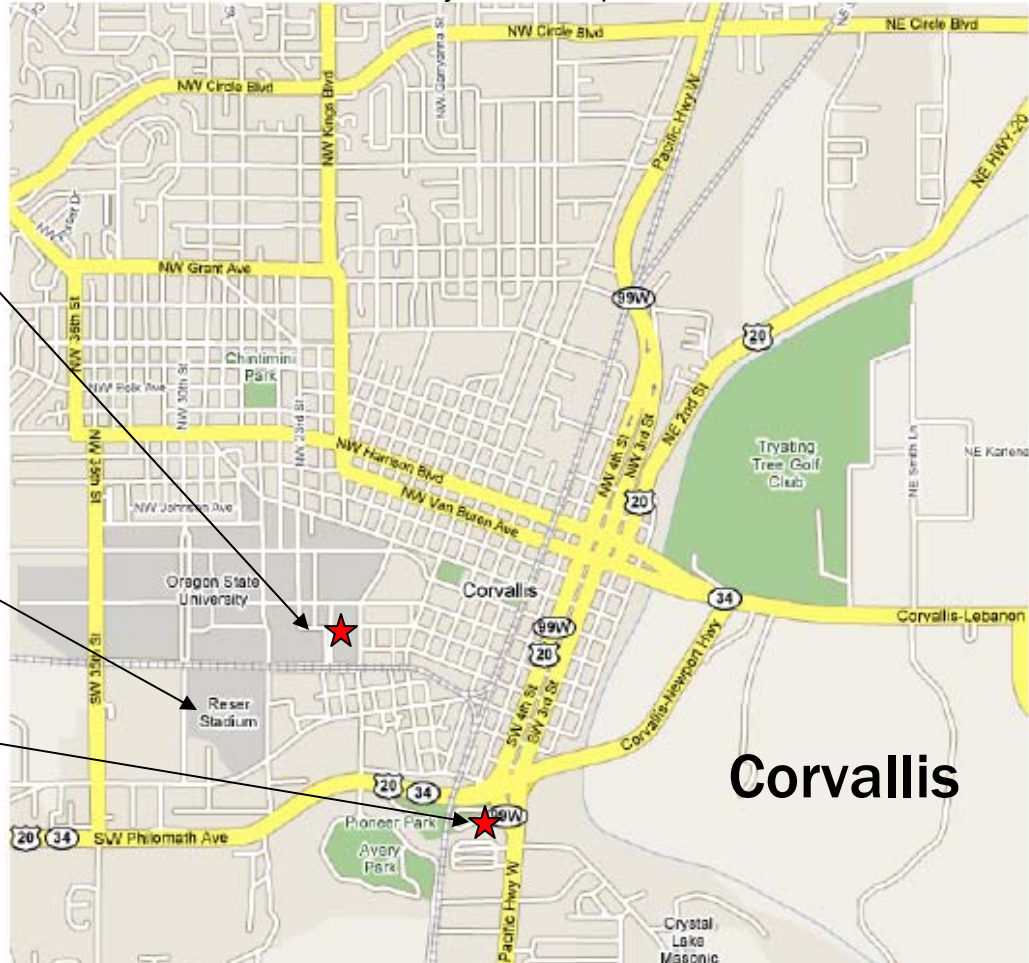 NW Circle Blvd
NE Circle Blvd
NW Circle Blvd
NW Kings Blvd
Pacific Hwy W
NE HWY-20
NW Grant Ave
NW 36th St
99W
20
Chintimini
Park
NW Polk Ave
NW 30th St
NW 23rd St
NE 2nd St
NW 4th St
NW 3rd St
NW Harrison Blvd
NW Van Buren Ave
Trysting
Tree Golf
Club
NE Smith Ln
NE Karlene
NW 35th St
20
NW Johnson Ave
Oregon State
University
Corvallis
34
Corvallis-Lebanon
99W
20
SW 35th St
Reser
Stadium
SW 4th St
SW 3rd St
Corvallis-Newport Hwy
Corvallis
20
34
Pioneer Park
99W
20
34
SW Philomath Ave
Avery
Park
Pacific Hwy W
Crystal
Lake
Masonic